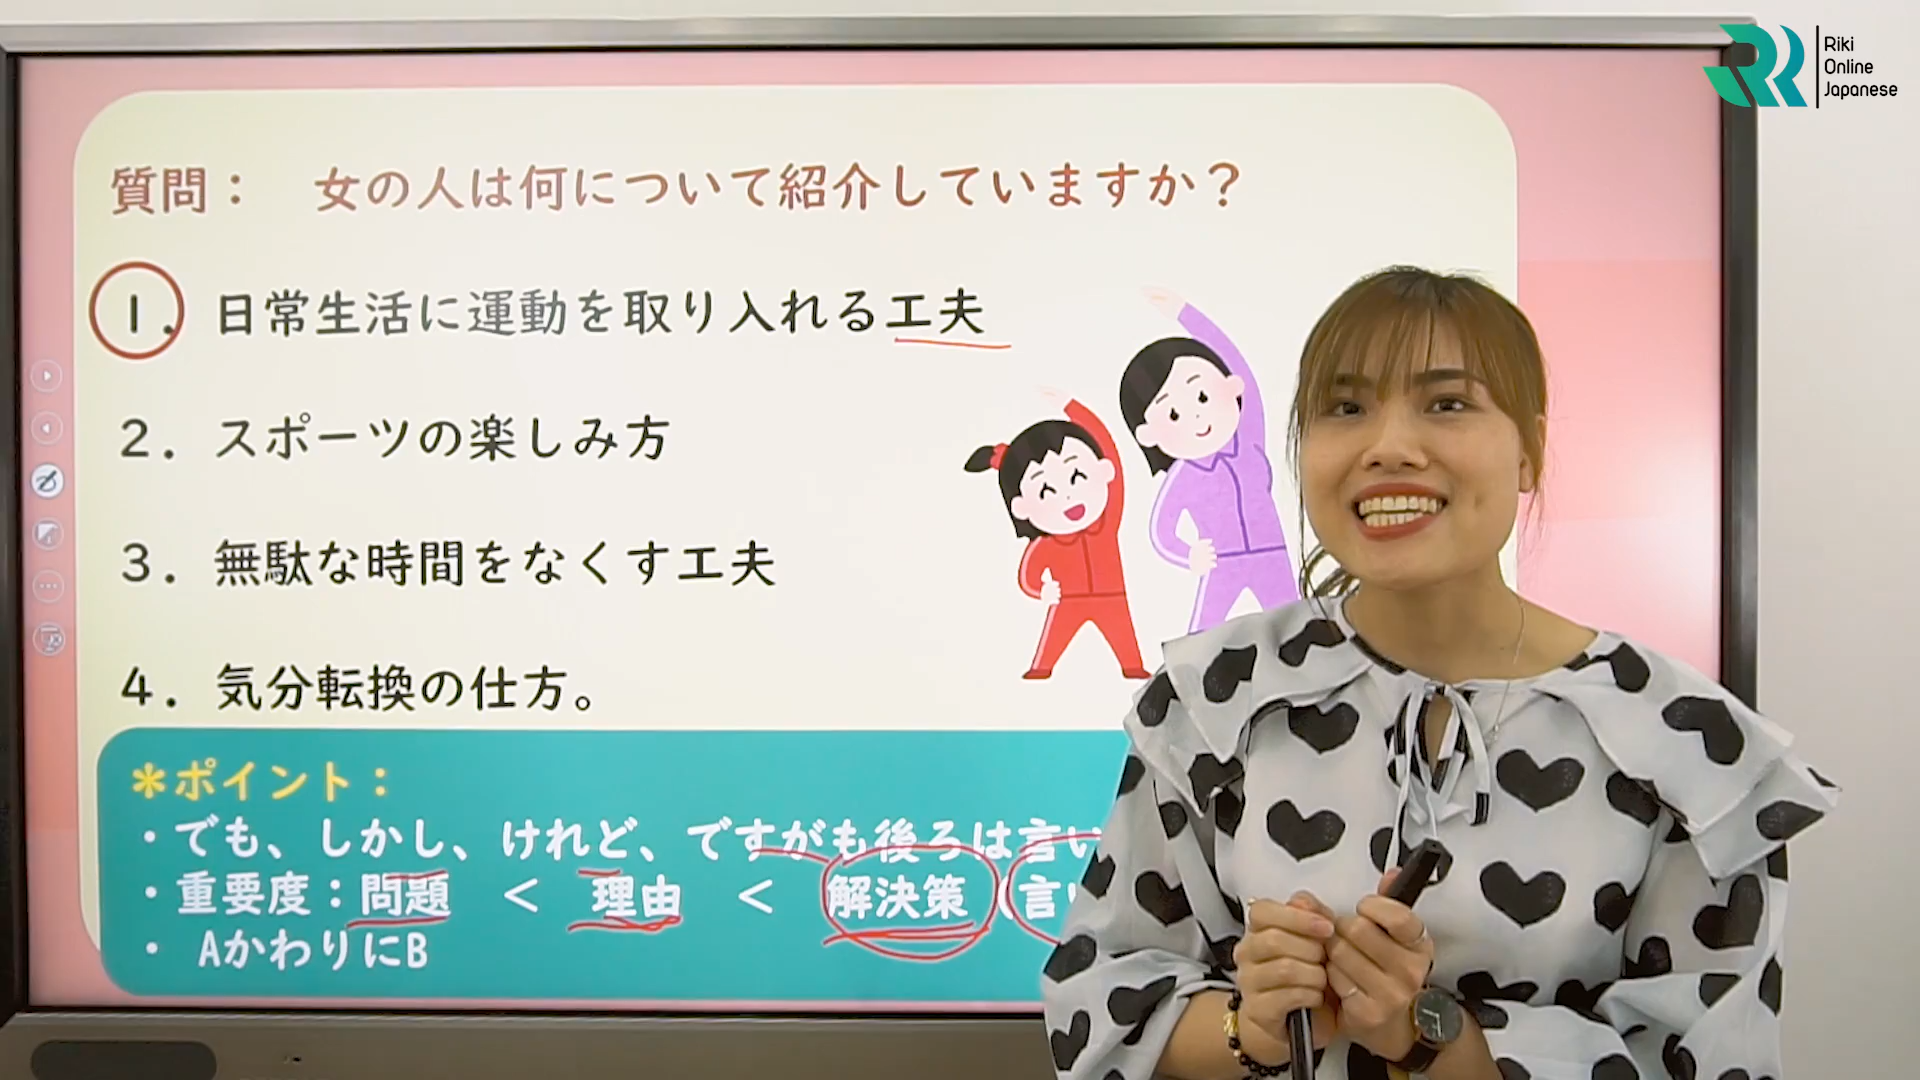 Riki
Online
Japanese
質問：　女の人は何について紹介していますか？
1. 日常生活に運動を取り入れる工夫
2. スポーツの楽しみ方
3. 無駄な時間をなくす工夫
4. 気分転換の仕方。
＊ポイント：
・でも、しかし、けれど、ですがも後ろは言い
・重要度：問題　＜　理由　＜　解決策（言い
・ AかわりにB